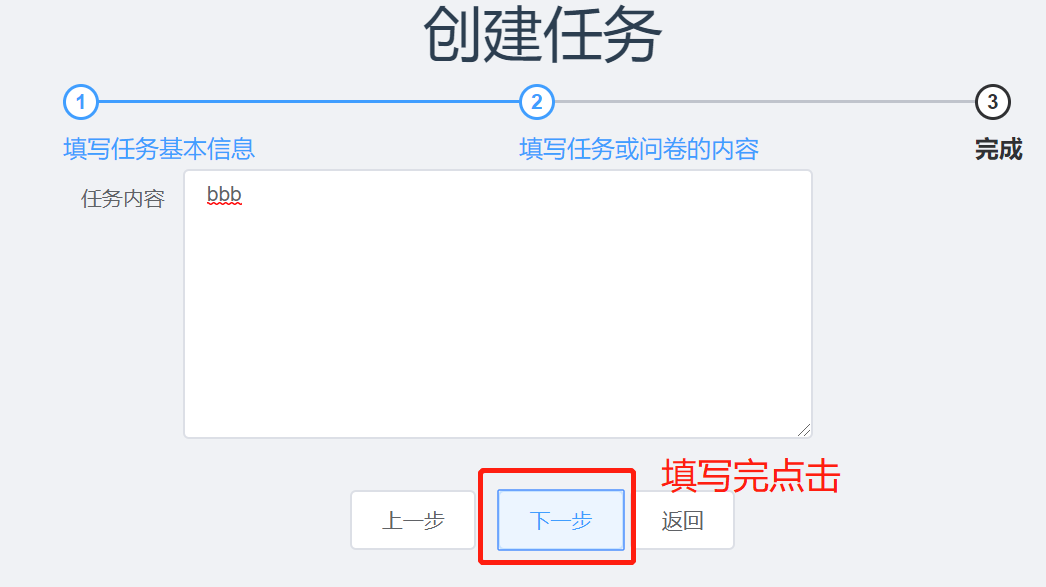 创建任务
1
2
3
填写任务基本信息
填写任务或问卷的内容
完成
任务内容
bbb
填写完点击
上一步
下一步
返回